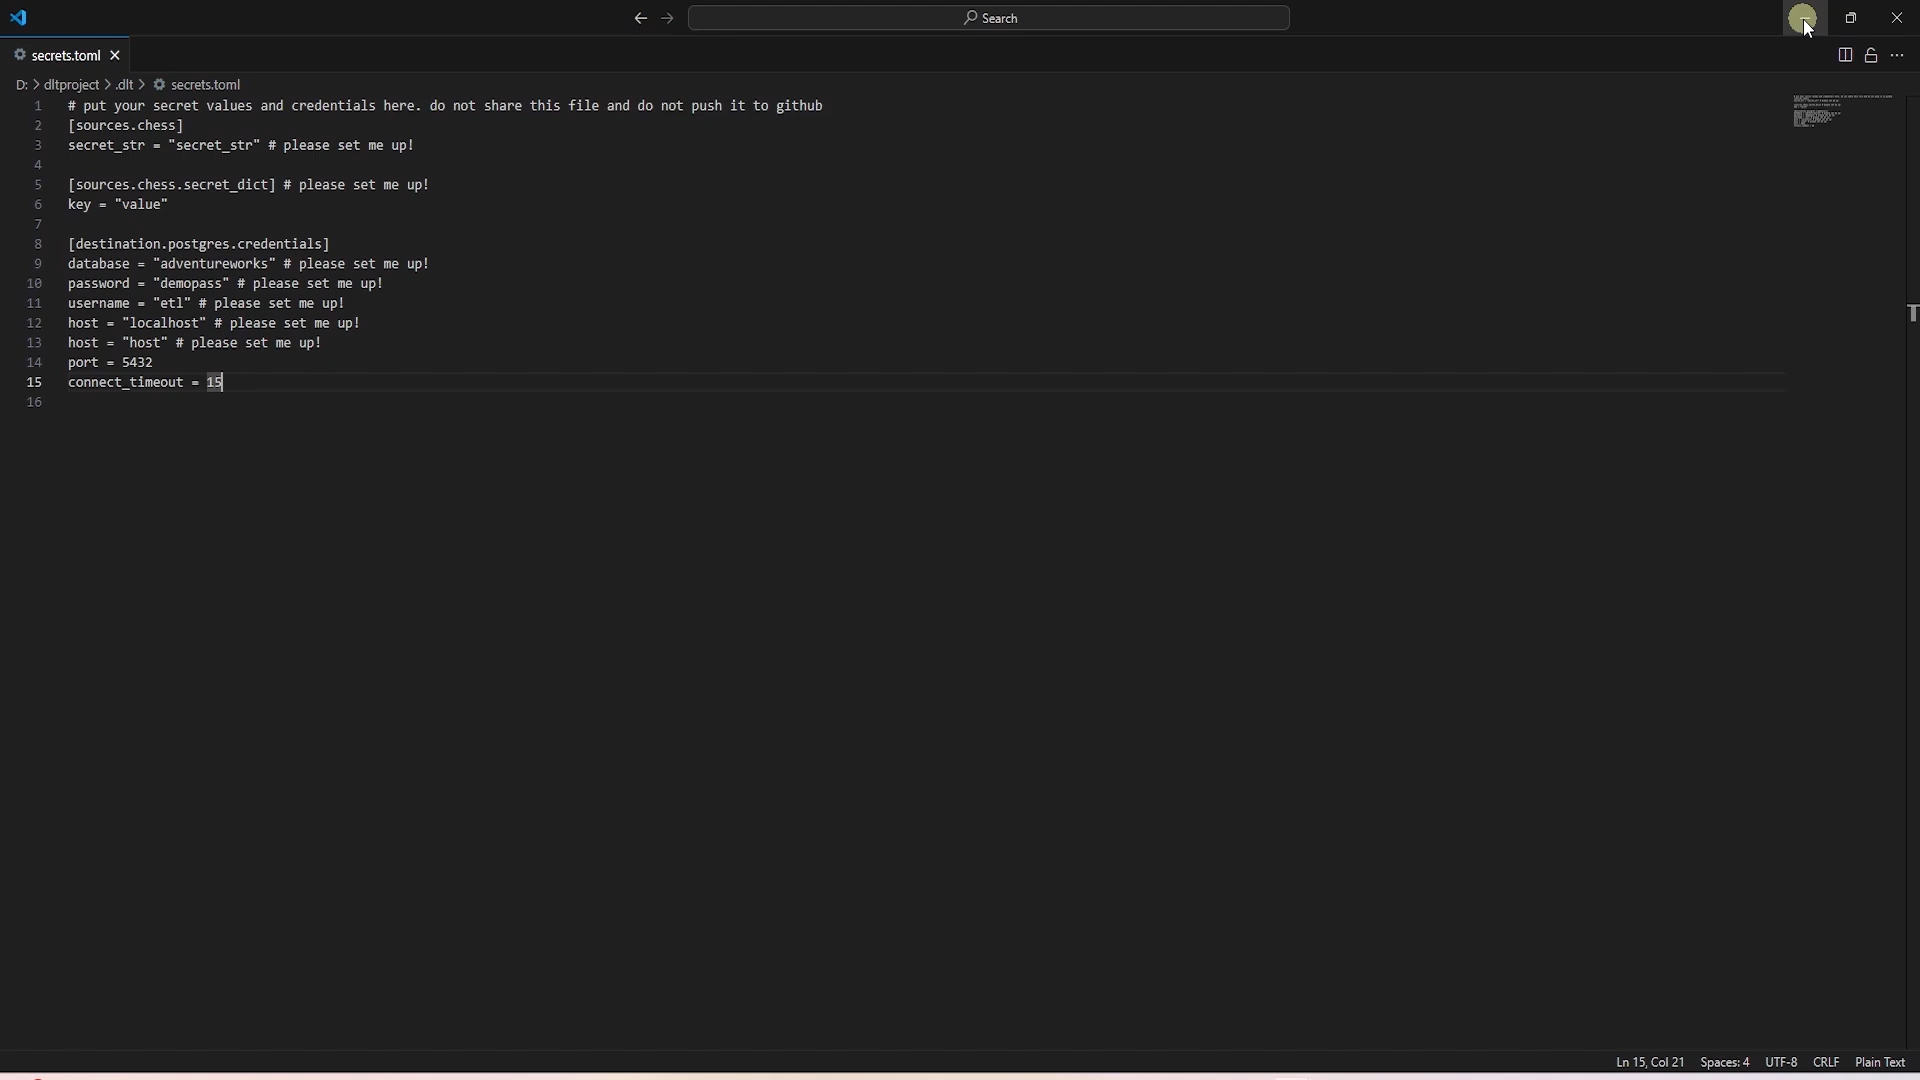 Search
secrets.toml
D: > dltproject > .dlt > secrets.toml
1 # put your secret values and credentials here. do not share this file and do not push it to github
2 [sources.chess]
3 secret_str = "secret_str" # please set me up!
4
5 [sources.chess.secret_dict] # please set me up!
6 key = "value"
7
8 [destination.postgres.credentials]
9 database = "adventureworks" # please set me up!
10 password = "demopass" # please set me up!
11 username = "etl" # please set me up!
12 host = "localhost" # please set me up!
13 host = "host" # please set me up!
14 port = 5432
15 connect_timeout = 15
16
Ln 15, Col 21 Spaces: 4 UTF-8 CRLF Plain Text